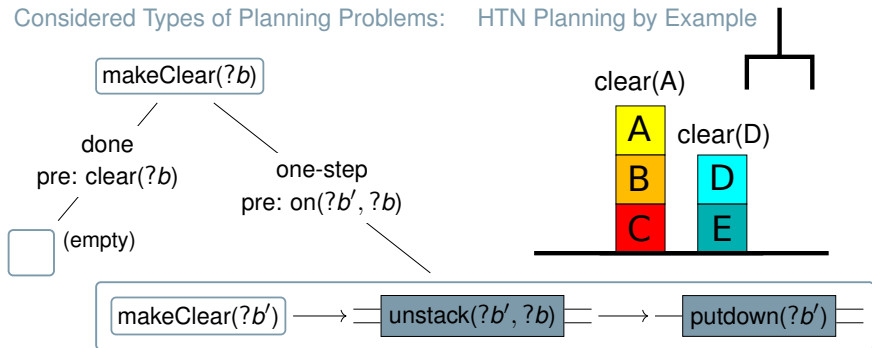 Considered Types of Planning Problems: HTN Planning by Example
makeClear(?b)
done
pre: clear(?b)
(empty)
one-step
pre: on(?b′, ?b)
makeClear(?b′)
unstack(?b′, ?b)
putdown(?b′)
clear(A)
clear(D)
A
B
C
D
E